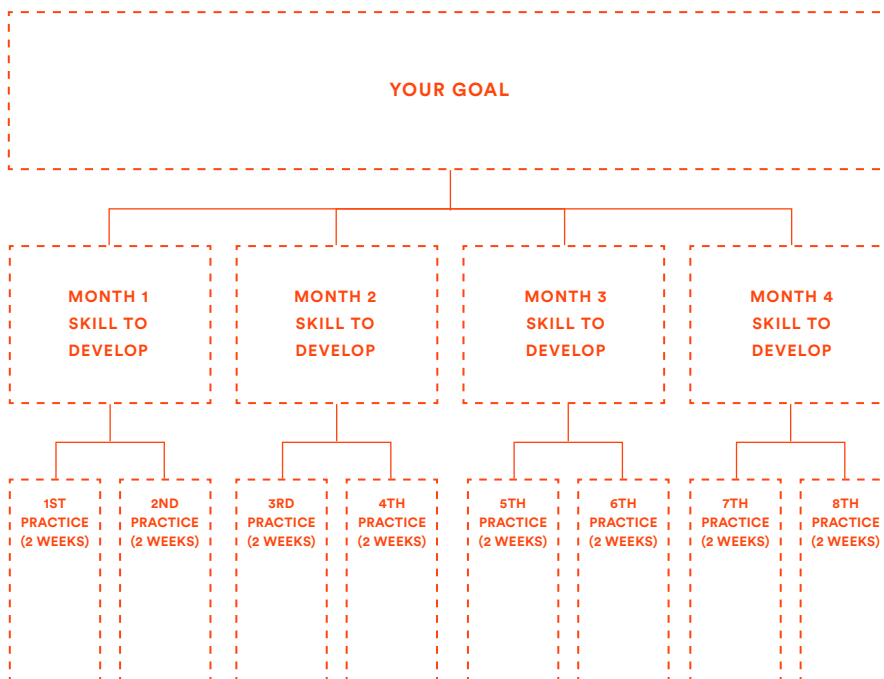 YOUR GOAL
MONTH 1
SKILL TO
DEVELOP
MONTH 2
SKILL TO
DEVELOP
MONTH 3
SKILL TO
DEVELOP
MONTH 4
SKILL TO
DEVELOP
1ST
PRACTICE
(2 WEEKS)
2ND
PRACTICE
(2 WEEKS)
3RD
PRACTICE
(2 WEEKS)
4TH
PRACTICE
(2 WEEKS)
5TH
PRACTICE
(2 WEEKS)
6TH
PRACTICE
(2 WEEKS)
7TH
PRACTICE
(2 WEEKS)
8TH
PRACTICE
(2 WEEKS)